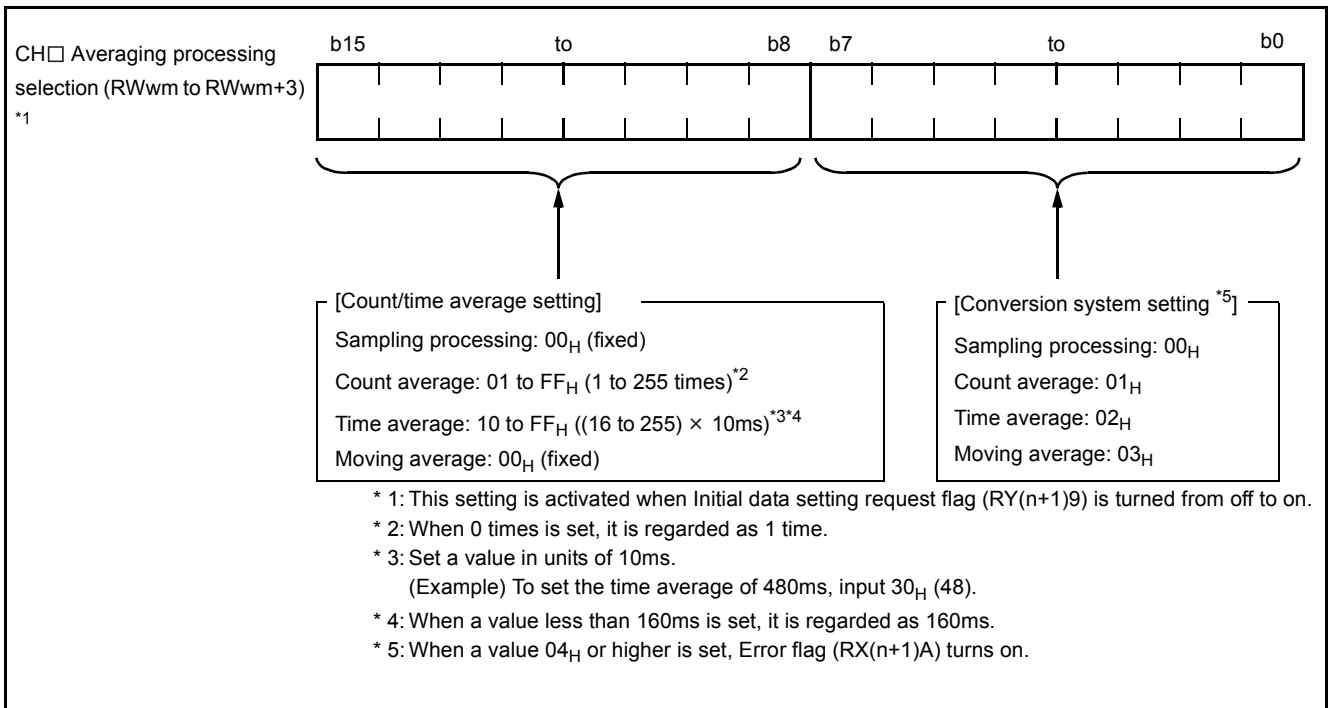 CH□ Averaging processing
selection (RWwm to RWwm+3)
*1
b15 to b8 b7 to b0
[Count/time average setting]
Sampling processing: 00H (fixed)
Count average: 01 to FFH (1 to 255 times)*2
Time average: 10 to FFH ((16 to 255) × 10ms)*3*4
Moving average: 00H (fixed)
[Conversion system setting *5]
Sampling processing: 00H
Count average: 01H
Time average: 02H
Moving average: 03H
* 1: This setting is activated when Initial data setting request flag (RY(n+1)9) is turned from off to on.
* 2: When 0 times is set, it is regarded as 1 time.
* 3: Set a value in units of 10ms.
(Example) To set the time average of 480ms, input 30H (48).
* 4: When a value less than 160ms is set, it is regarded as 160ms.
* 5: When a value 04H or higher is set, Error flag (RX(n+1)A) turns on.